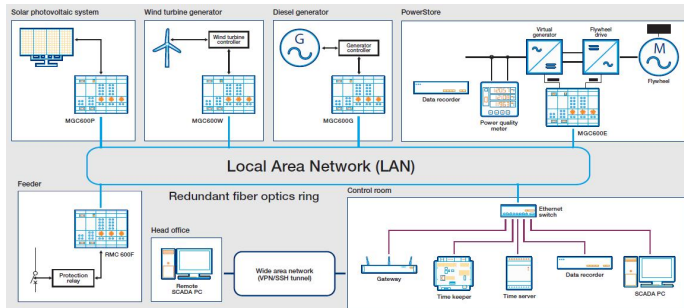 Solar photovoltaic system
Wind turbine generator
Diesel generator
PowerStore
Wind turbine
controller
G
Generator
controller
Virtual
generator
Flywheel
drive
M
Flywheel
Data recorder
Power quality
meter
MGC600P
MGC600W
MGC600G
MGC600E
Local Area Network (LAN)
Redundant fiber optics ring
Feeder
RMC 600F
Protection
relay
Head office
Remote
SCADA PC
Wide area network
(VPN/SSH tunnel)
Control room
Ethernet
switch
Gateway
Time keeper
Time server
Data recorder
SCADA PC